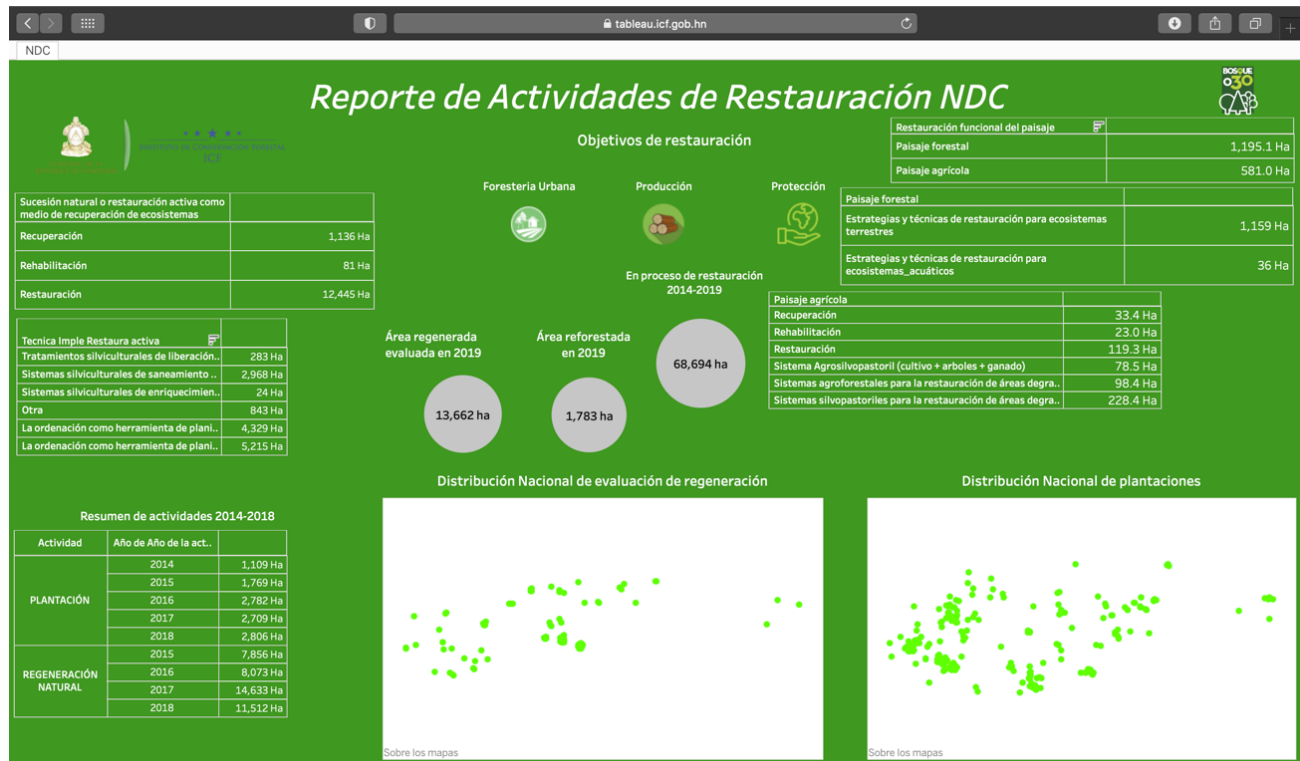 tableau.icf.gob.hn
NDC
Reporte de Actividades de Restauración NDC
BOSQUE
030
INSTITUTO DE CONSERVACIÓN FORESTAL
ICF
Objetivos de restauración
Forestería Urbana
Producción
Protección
Restauración funcional del paisaje
Paisaje forestal 1,195.1 Ha
Paisaje agrícola 581.0 Ha
Sucesión natural o restauración activa como
medio de recuperación de ecosistemas
Recuperación 1,136 Ha
Rehabilitación 81 Ha
Restauración 12,445 Ha
Paisaje forestal
Estrategias y técnicas de restauración para ecosistemas
terrestres 1,159 Ha
Estrategias y técnicas de restauración para
ecosistemas_acuáticos 36 Ha
En proceso de restauración
2014-2019
68,694 ha
Área regenerada
evaluada en 2019
13,662 ha
Área reforestada
en 2019
1,783 ha
Paisaje agrícola
Recuperación 33.4 Ha
Rehabilitación 23.0 Ha
Restauración 119.3 Ha
Sistema Agrosilvopastoril (cultivo + arboles + ganado) 78.5 Ha
Sistemas agroforestales para la restauración de áreas degra.. 98.4 Ha
Sistemas silvopastoriles para la restauración de áreas degra.. 228.4 Ha
Tecnica Imple Restaura activa
Tratamientos silviculturales de liberación.. 283 Ha
Sistemas silviculturales de saneamiento .. 2,968 Ha
Sistemas silviculturales de enriquecimien.. 24 Ha
Otra 843 Ha
La ordenación como herramienta de plani.. 4,329 Ha
La ordenación como herramienta de plani.. 5,215 Ha
Resumen de actividades 2014-2018
Actividad Año de Año de la act..
PLANTACIÓN
2014 1,109 Ha
2015 1,769 Ha
2016 2,782 Ha
2017 2,709 Ha
2018 2,806 Ha
REGENERACIÓN
NATURAL
2015 7,856 Ha
2016 8,073 Ha
2017 14,633 Ha
2018 11,512 Ha
Distribución Nacional de evaluación de regeneración
Sobre los mapas
Distribución Nacional de plantaciones
Sobre los mapas